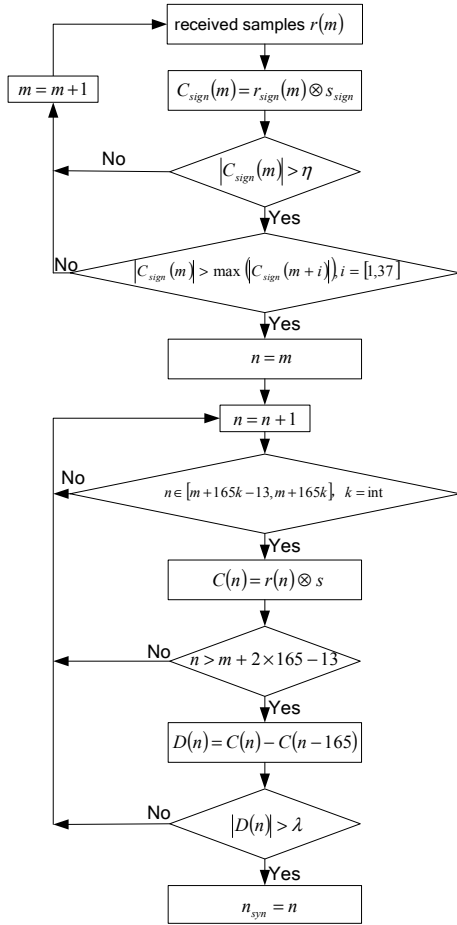 received samples r(m)
m = m+1
C_sign(m) = r_sign(m) ⊗ s_sign
No
|C_sign(m)| > η
Yes
No
|C_sign(m)| > max(|C_sign(m+i)|), i = [1,37]
Yes
n = m
n = n+1
No
n ∈ [m+165k−13, m+165k], k = int
Yes
C(n) = r(n) ⊗ s
No
n > m + 2×165−13
Yes
D(n) = C(n) − C(n−165)
No
|D(n)| > λ
Yes
n_syn = n